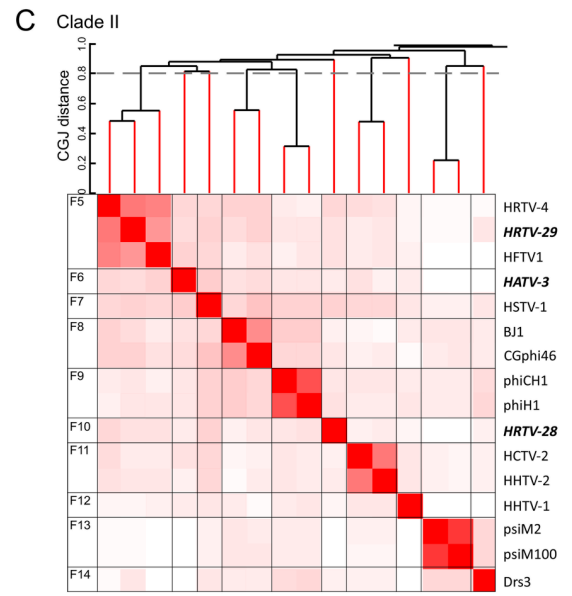 C Clade II
CGJ distance
1.0
0.8
0.6
0.4
0.2
0
F5 HRTV-4
HRTV-29
HFTV1
F6 HATV-3
F7 HSTV-1
F8 BJ1
CGphi46
F9 phiCH1
phiH1
F10 HRTV-28
F11 HCTV-2
HHTV-2
F12 HHTV-1
F13 psiM2
psiM100
F14 Drs3